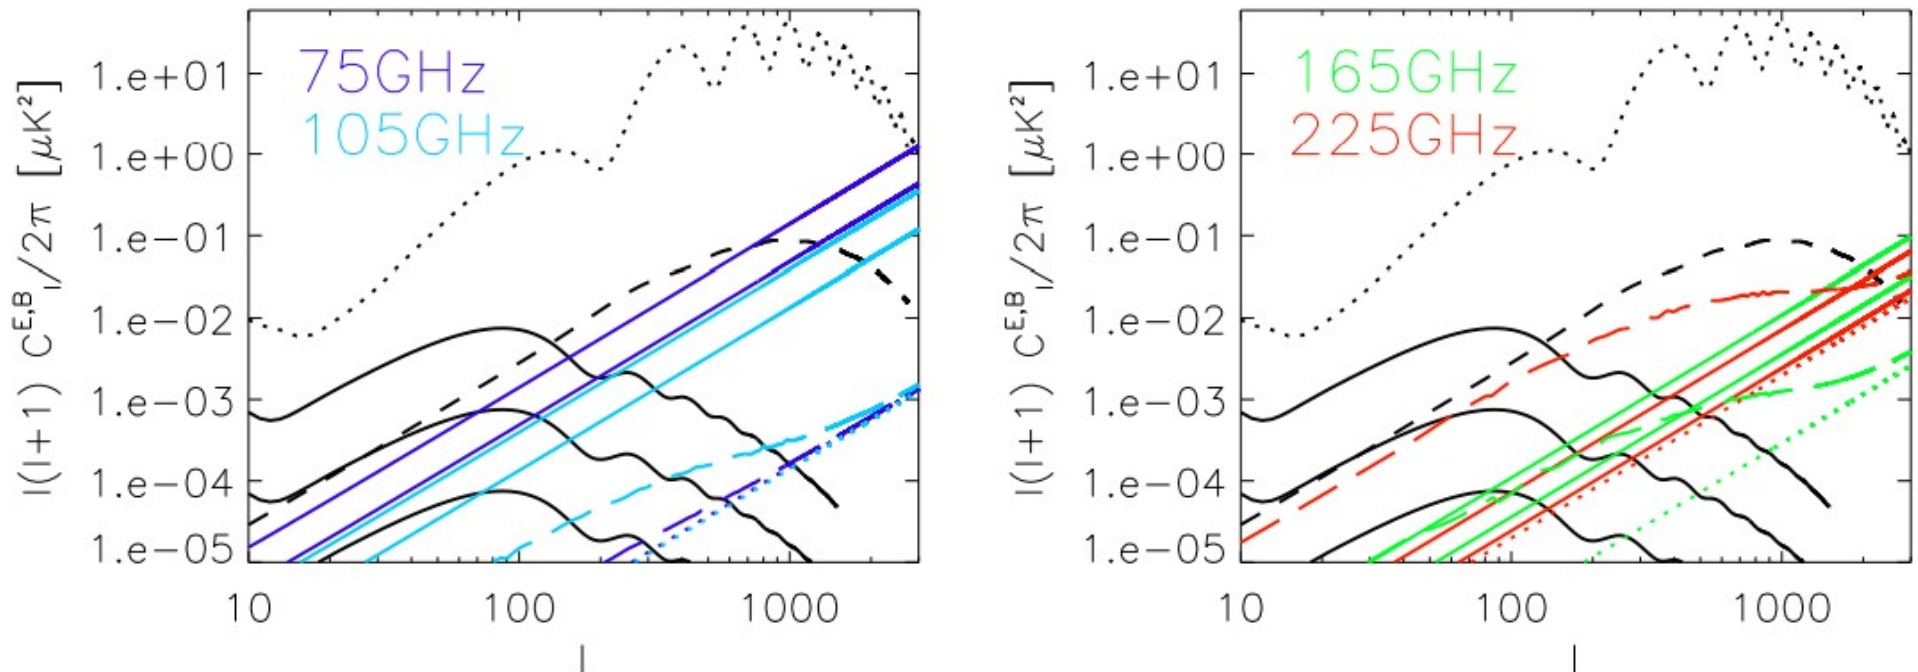 75GHz
105GHz
l(l+1) C^E,B_l/2π [μK²]
1.e+01
1.e+00
1.e−01
1.e−02
1.e−03
1.e−04
1.e−05
10 100 1000
l
165GHz
225GHz
l(l+1) C^E,B_l/2π [μK²]
1.e+01
1.e+00
1.e−01
1.e−02
1.e−03
1.e−04
1.e−05
10 100 1000
l